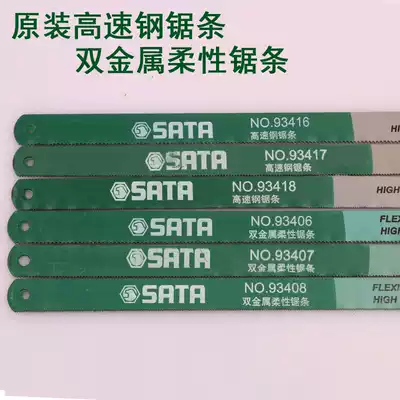 原装高速钢锯条
双金属柔性锯条
SATA NO.93416 HIGH
高速钢锯条
SATA NO.93417
高速钢锯条
SATA NO.93418 HIGH
高速钢锯条
SATA NO.93406 FLEX
双金属柔性锯条 HIGH
SATA NO.93407
双金属柔性锯条
SATA NO.93408 FLEXI
双金属柔性锯条 HIGH